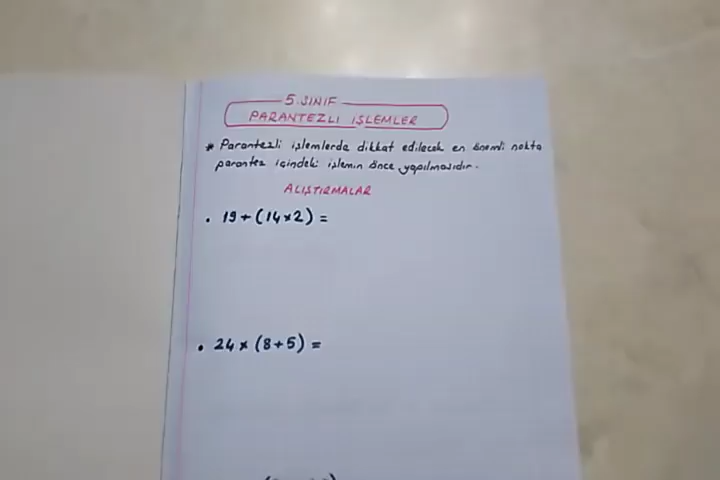 5.SINIF
PARANTEZLI IŞLEMLER
* Parantezli işlemlerde dikkat edilecek en önemli nokta
parantez içindeki işlemin önce yapılmasıdır.
ALIŞTIRMALAR
. 19+(14×2)=
. 24×(8+5)=